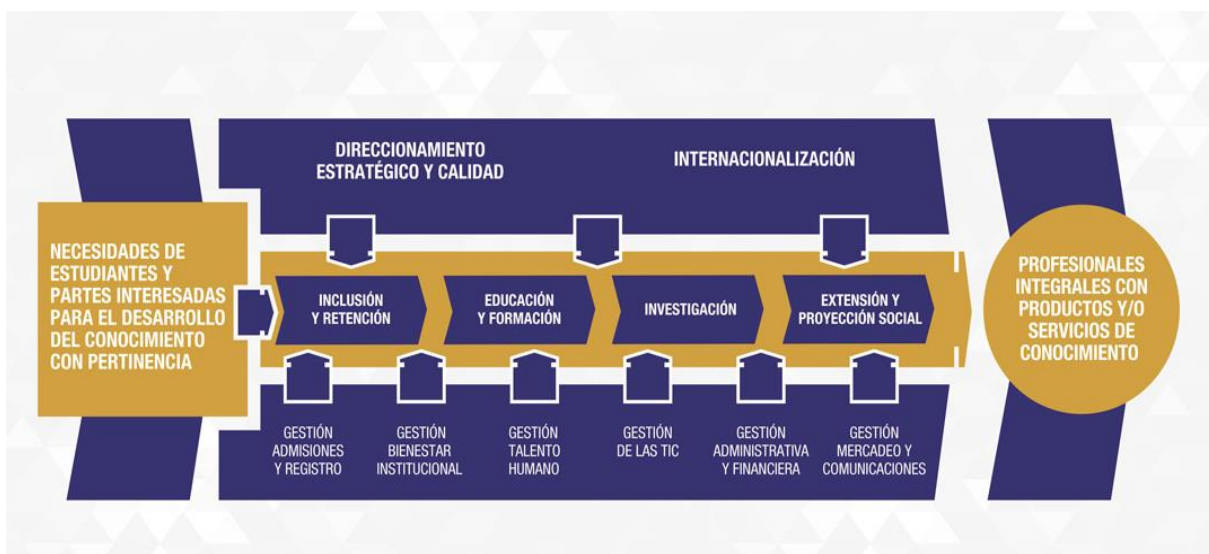 DIRECCIONAMIENTO
ESTRATÉGICO Y CALIDAD
INTERNACIONALIZACIÓN
NECESIDADES DE
ESTUDIANTES Y
PARTES INTERESADAS
PARA EL DESARROLLO
DEL CONOCIMIENTO
CON PERTINENCIA
INCLUSIÓN
Y RETENCIÓN
EDUCACIÓN
Y FORMACIÓN
INVESTIGACIÓN
EXTENSIÓN Y
PROYECCIÓN SOCIAL
PROFESIONALES
INTEGRALES CON
PRODUCTOS Y/O
SERVICIOS DE
CONOCIMIENTO
GESTIÓN
ADMISIONES
Y REGISTRO
GESTIÓN
BIENESTAR
INSTITUCIONAL
GESTIÓN
TALENTO
HUMANO
GESTIÓN
DE LAS TIC
GESTIÓN
ADMINISTRATIVA
Y FINANCIERA
GESTIÓN
MERCADEO Y
COMUNICACIONES